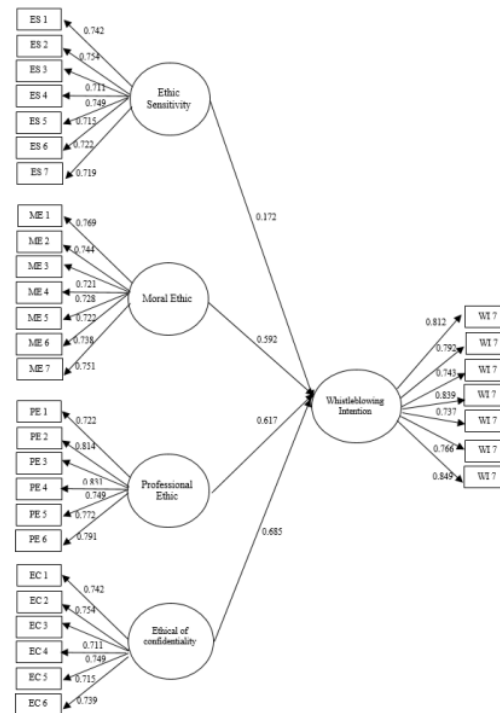 ES 1
0.742
ES 2
0.754
ES 3
0.711
ES 4
0.749
ES 5
0.715
ES 6
0.722
ES 7
0.719
Ethic
Sensitivity
0.172
ME 1
0.769
ME 2
0.744
ME 3
0.721
ME 4
0.728
ME 5
0.722
ME 6
0.738
ME 7
0.751
Moral Ethic
0.592
PE 1
0.722
PE 2
0.814
PE 3
0.831
PE 4
0.749
PE 5
0.772
PE 6
0.791
Professional
Ethic
0.617
EC 1
0.742
EC 2
0.754
EC 3
0.711
EC 4
0.749
EC 5
0.715
EC 6
0.739
Ethical of
confidentiality
0.685
Whistleblowing
Intention
0.812
WI 7
0.792
WI 7
0.743
WI 7
0.839
WI 7
0.737
WI 7
0.766
WI 7
0.849
WI 7